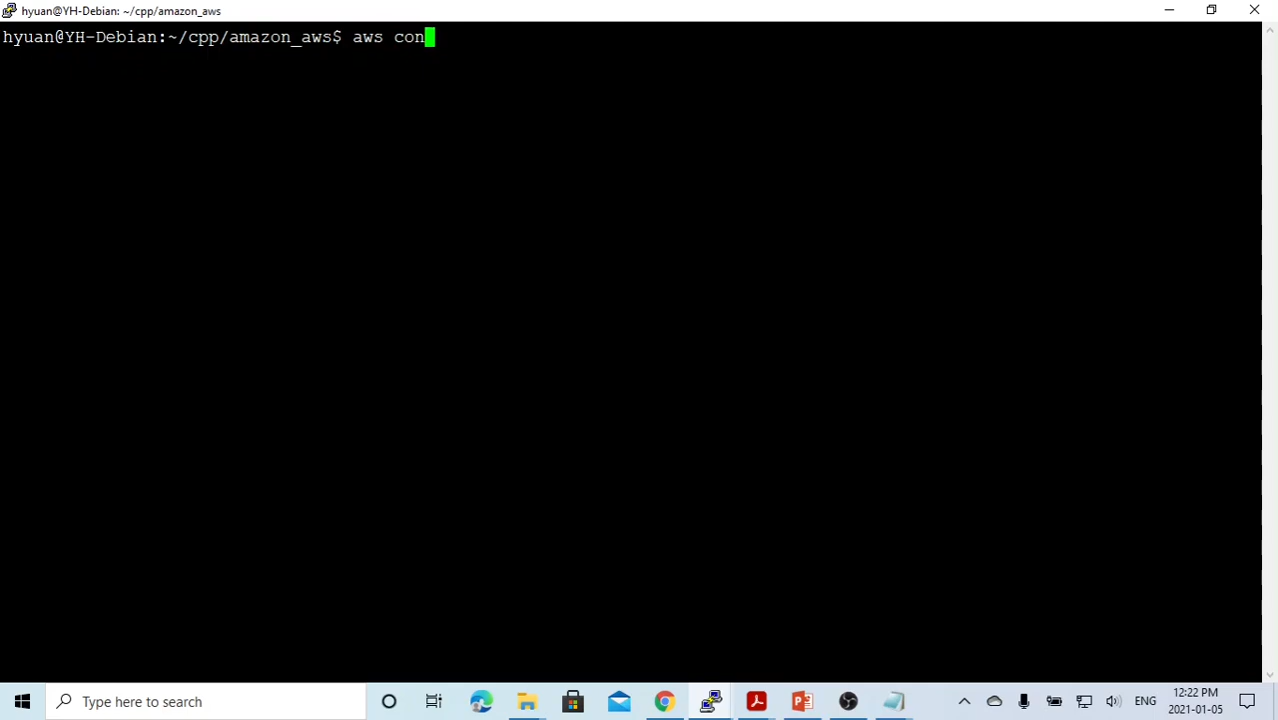 hyuan@YH-Debian: ~/cpp/amazon_aws
hyuan@YH-Debian:~/cpp/amazon_aws$ aws con
Type here to search
ENG
12:22 PM
2021-01-05